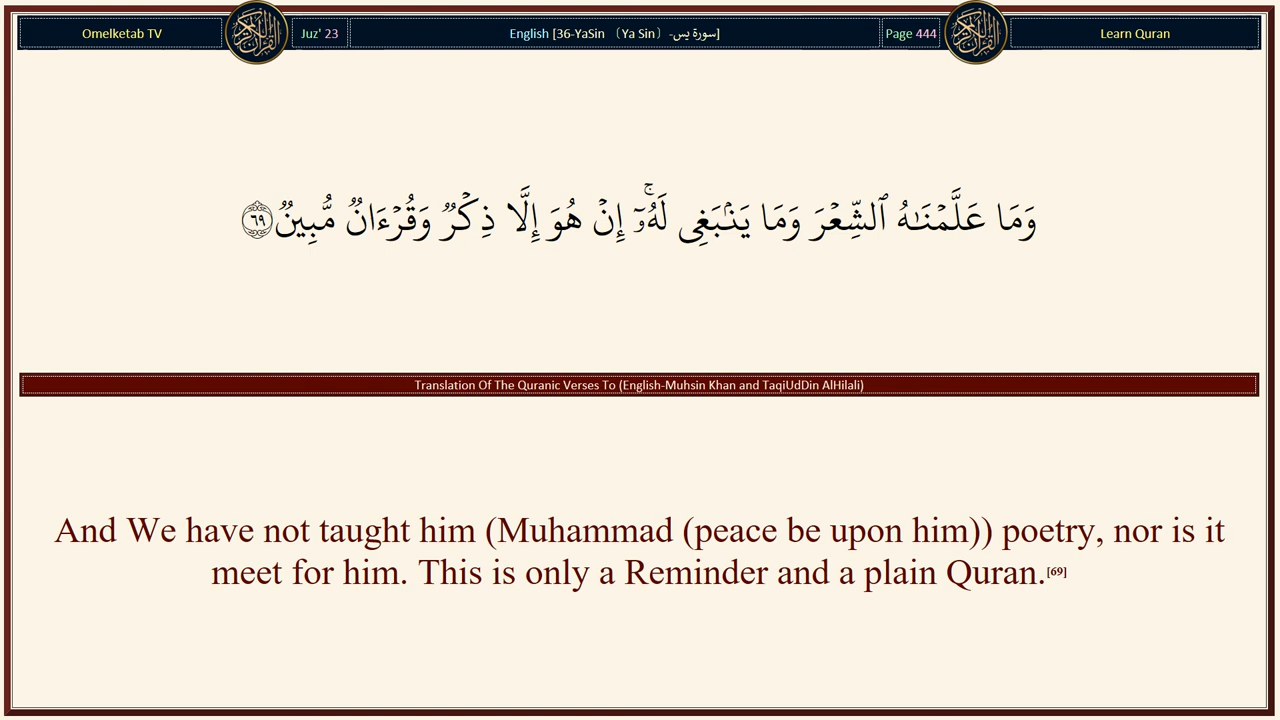 Omelketab TV
Juz' 23
English [36-YaSin （Ya Sin）-سورة يس]
Page 444
Learn Quran
وَمَا عَلَّمْنَـٰهُ ٱلشِّعْرَ وَمَا يَنۢبَغِى لَهُۥٓ ۚ إِنْ هُوَ إِلَّا ذِكْرٌ وَقُرْءَانٌ مُّبِينٌ ٦٩
Translation Of The Quranic Verses To (English-Muhsin Khan and TaqiUdDin AlHilali)
And We have not taught him (Muhammad (peace be upon him)) poetry, nor is it
meet for him. This is only a Reminder and a plain Quran.[69]